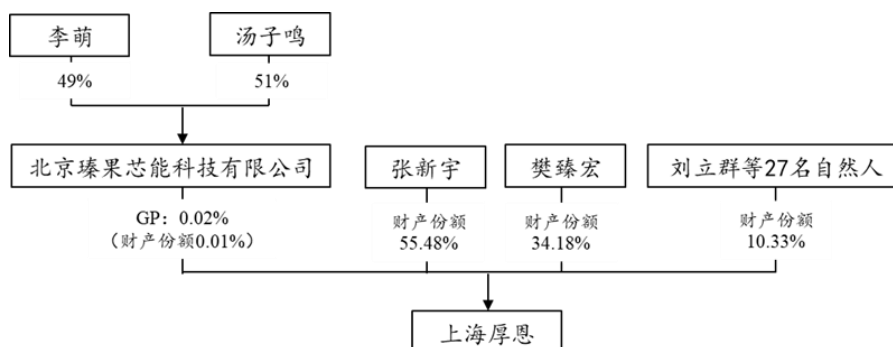 李萌
汤子鸣
49%
51%
北京瑧果芯能科技有限公司
张新宇
樊臻宏
刘立群等27名自然人
GP：0.02%
（财产份额0.01%）
财产份额
55.48%
财产份额
34.18%
财产份额
10.33%
上海厚恩